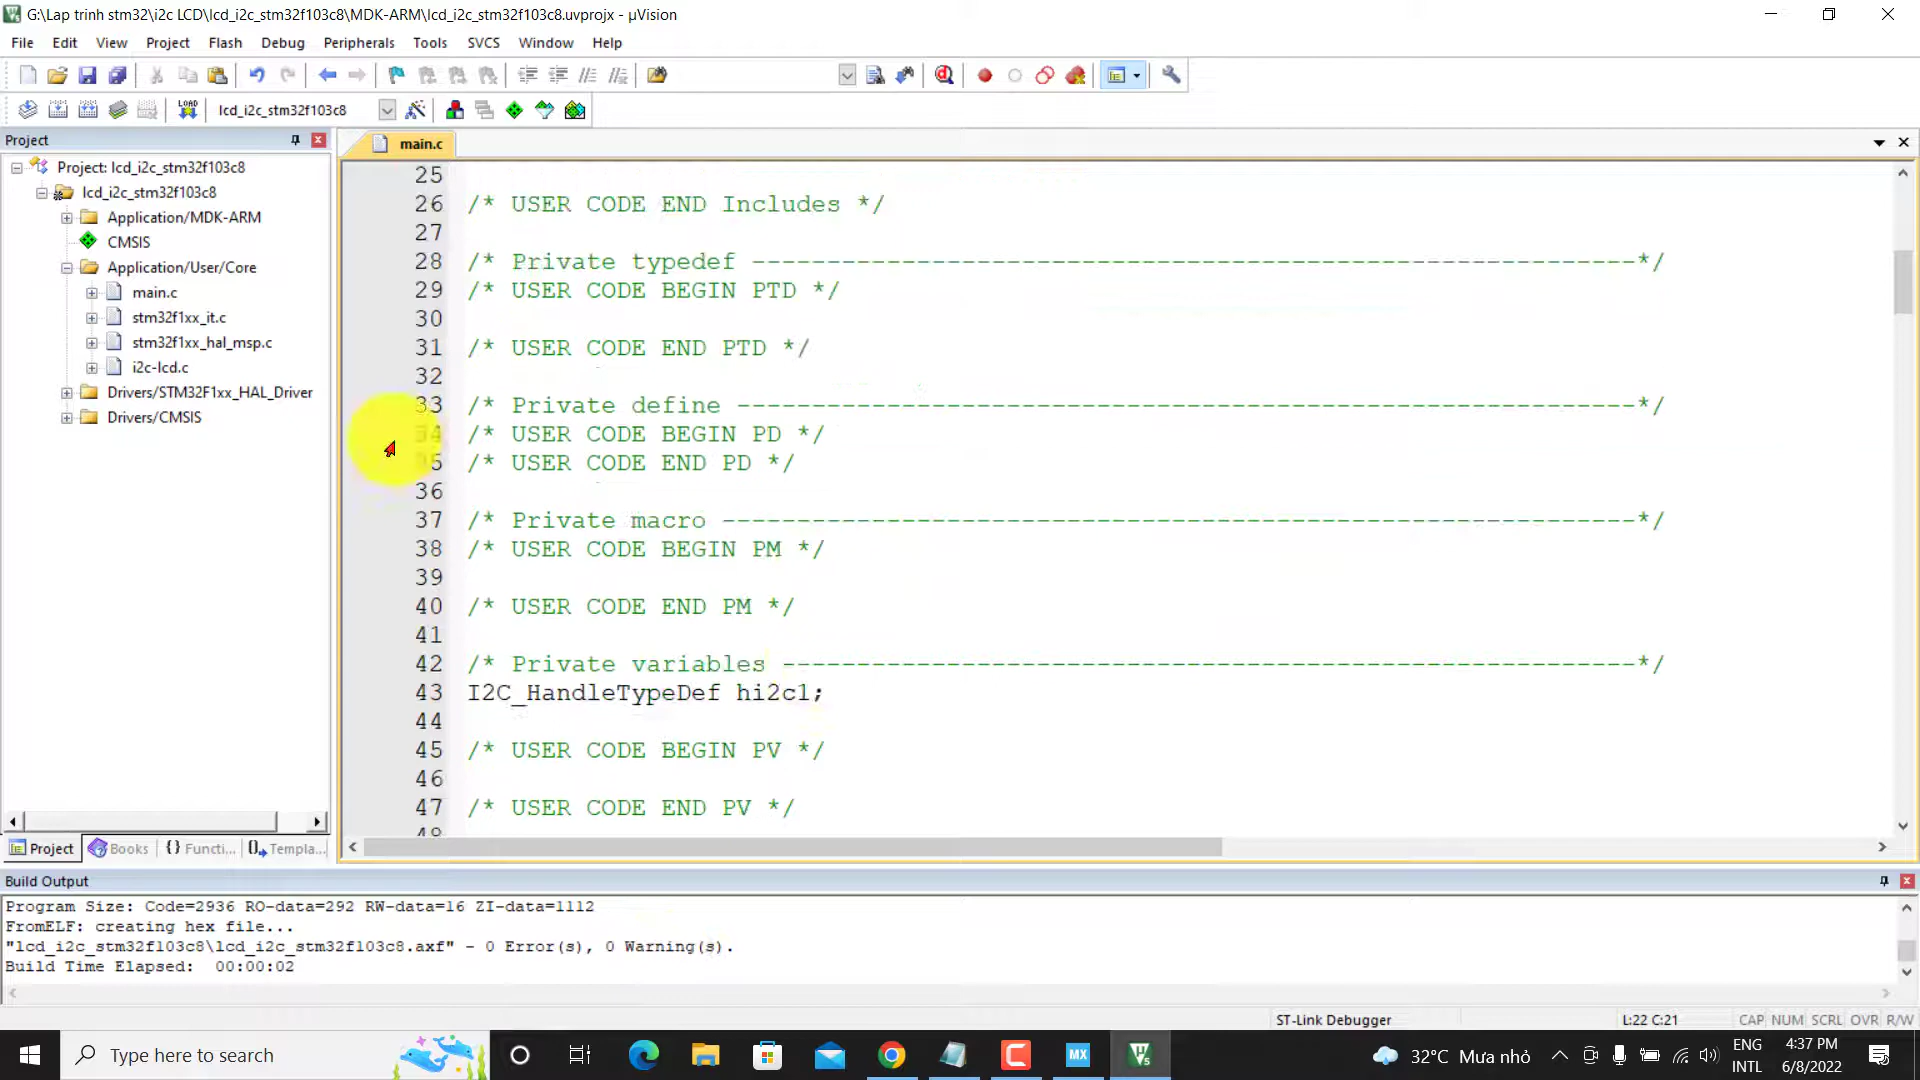 G:\Lap trinh stm32\i2c LCD\lcd_i2c_stm32f103c8\MDK-ARM\lcd_i2c_stm32f103c8.uvprojx - µVision
File Edit View Project Flash Debug Peripherals Tools SVCS Window Help
LOAD lcd_i2c_stm32f103c8
Project
main.c
Project: lcd_i2c_stm32f103c8
lcd_i2c_stm32f103c8
Application/MDK-ARM
CMSIS
Application/User/Core
main.c
stm32f1xx_it.c
stm32f1xx_hal_msp.c
i2c-lcd.c
Drivers/STM32F1xx_HAL_Driver
Drivers/CMSIS
25
26 /* USER CODE END Includes */
27
28 /* Private typedef -----------------------------------------------------------*/
29 /* USER CODE BEGIN PTD */
30
31 /* USER CODE END PTD */
32
33 /* Private define ------------------------------------------------------------*/
34 /* USER CODE BEGIN PD */
35 /* USER CODE END PD */
36
37 /* Private macro -------------------------------------------------------------*/
38 /* USER CODE BEGIN PM */
39
40 /* USER CODE END PM */
41
42 /* Private variables ---------------------------------------------------------*/
43 I2C_HandleTypeDef hi2c1;
44
45 /* USER CODE BEGIN PV */
46
47 /* USER CODE END PV */
48
Project Books {} Functi... Templa...
Build Output
Program Size: Code=2936 RO-data=292 RW-data=16 ZI-data=1112
FromELF: creating hex file...
"lcd_i2c_stm32f103c8\lcd_i2c_stm32f103c8.axf" - 0 Error(s), 0 Warning(s).
Build Time Elapsed:  00:00:02
ST-Link Debugger L:22 C:21 CAP NUM SCRL OVR R/W
Type here to search
MX
32°C Mưa nhỏ
ENG
INTL
4:37 PM
6/8/2022